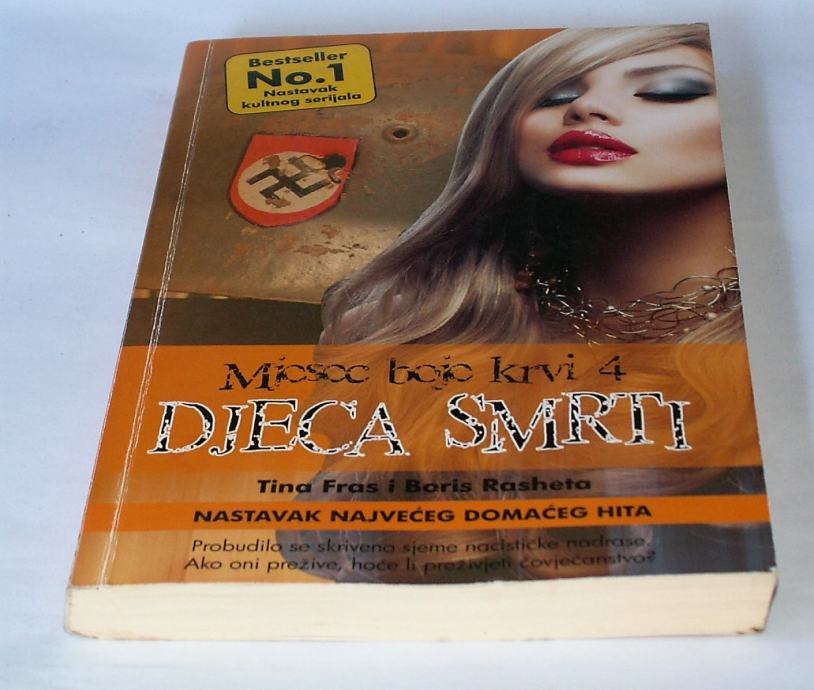 Bestseller
No.1
Nastavak
kultnog serijala
Mjesec boje krvi 4
DJECA SMRTI
Tina Fras i Boris Rasheta
NASTAVAK NAJVEĆEG DOMAĆEG HITA
Probudilo se skriveno sjeme nacističke nadrase.
Ako oni prežive, hoće li preživjeti čovječanstvo?